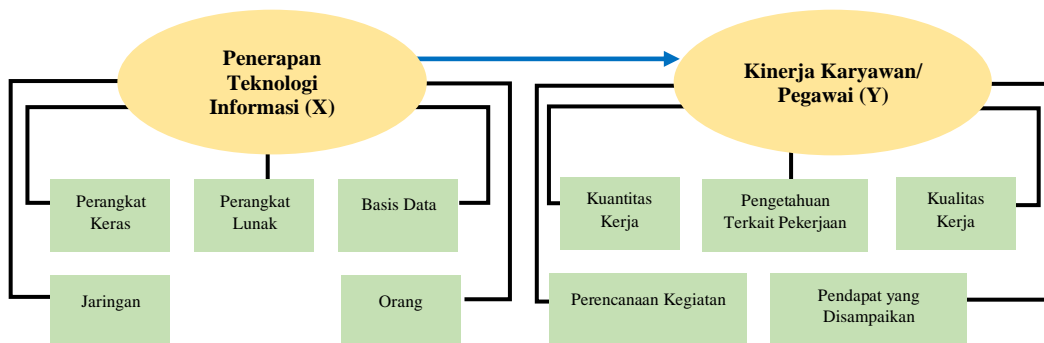 Penerapan
Teknologi
Informasi (X)
Kinerja Karyawan/
Pegawai (Y)
Perangkat
Keras
Perangkat
Lunak
Basis Data
Kuantitas
Kerja
Pengetahuan
Terkait Pekerjaan
Kualitas
Kerja
Jaringan
Orang
Perencanaan Kegiatan
Pendapat yang
Disampaikan